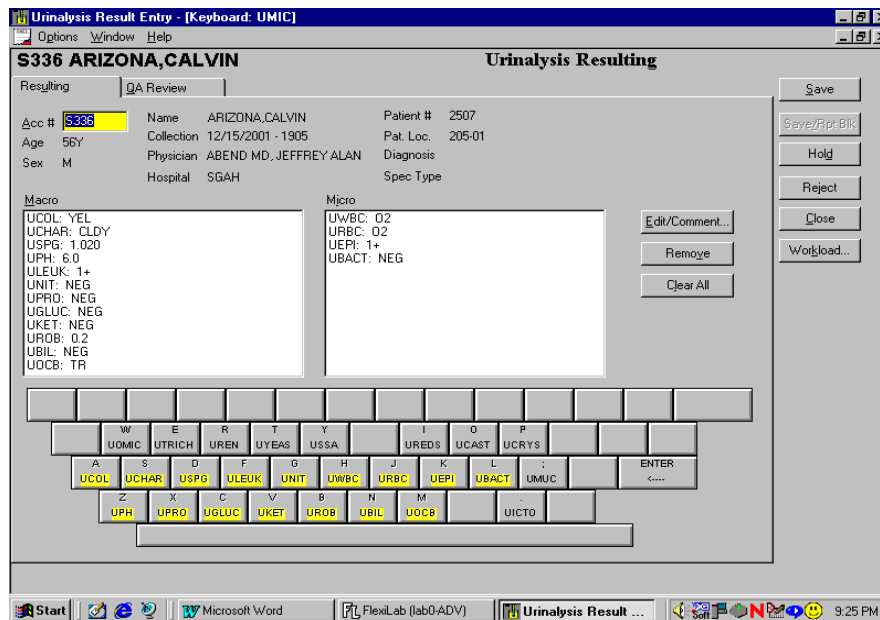 Urinalysis Result Entry - [Keyboard: UMIC]
Options Window Help
S336 ARIZONA,CALVIN Urinalysis Resulting
Resulting QA Review
Acc # S336 Name ARIZONA,CALVIN Patient # 2507
Age 56Y Collection 12/15/2001 - 1905 Pat. Loc. 205-01
Sex M Physician ABEND MD, JEFFREY ALAN Diagnosis
Hospital SGAH Spec Type
Save
Save/Rpt Blk
Hold
Reject
Close
Workload...
Macro
UCOL: YEL
UCHAR: CLDY
USPG: 1.020
UPH: 6.0
ULEUK: 1+
UNIT: NEG
UPRO: NEG
UGLUC: NEG
UKET: NEG
UROB: 0.2
UBIL: NEG
UOCB: TR
Micro
UWBC: O2
URBC: O2
UEPI: 1+
UBACT: NEG
Edit/Comment...
Remove
Clear All
W E R T Y I O P
UOMIC UTRICH UREN UYEAS USSA UREDS UCAST UCRYS
A S D F G H J K L ; ENTER
UCOL UCHAR USPG ULEUK UNIT UWBC URBC UEPI UBACT UMUC <----
Z X C V B N M .
UPH UPRO UGLUC UKET UROB UBIL UOCB UICTO
Start Microsoft Word FlexiLab (lab0-ADV) Urinalysis Result ... 9:25 PM